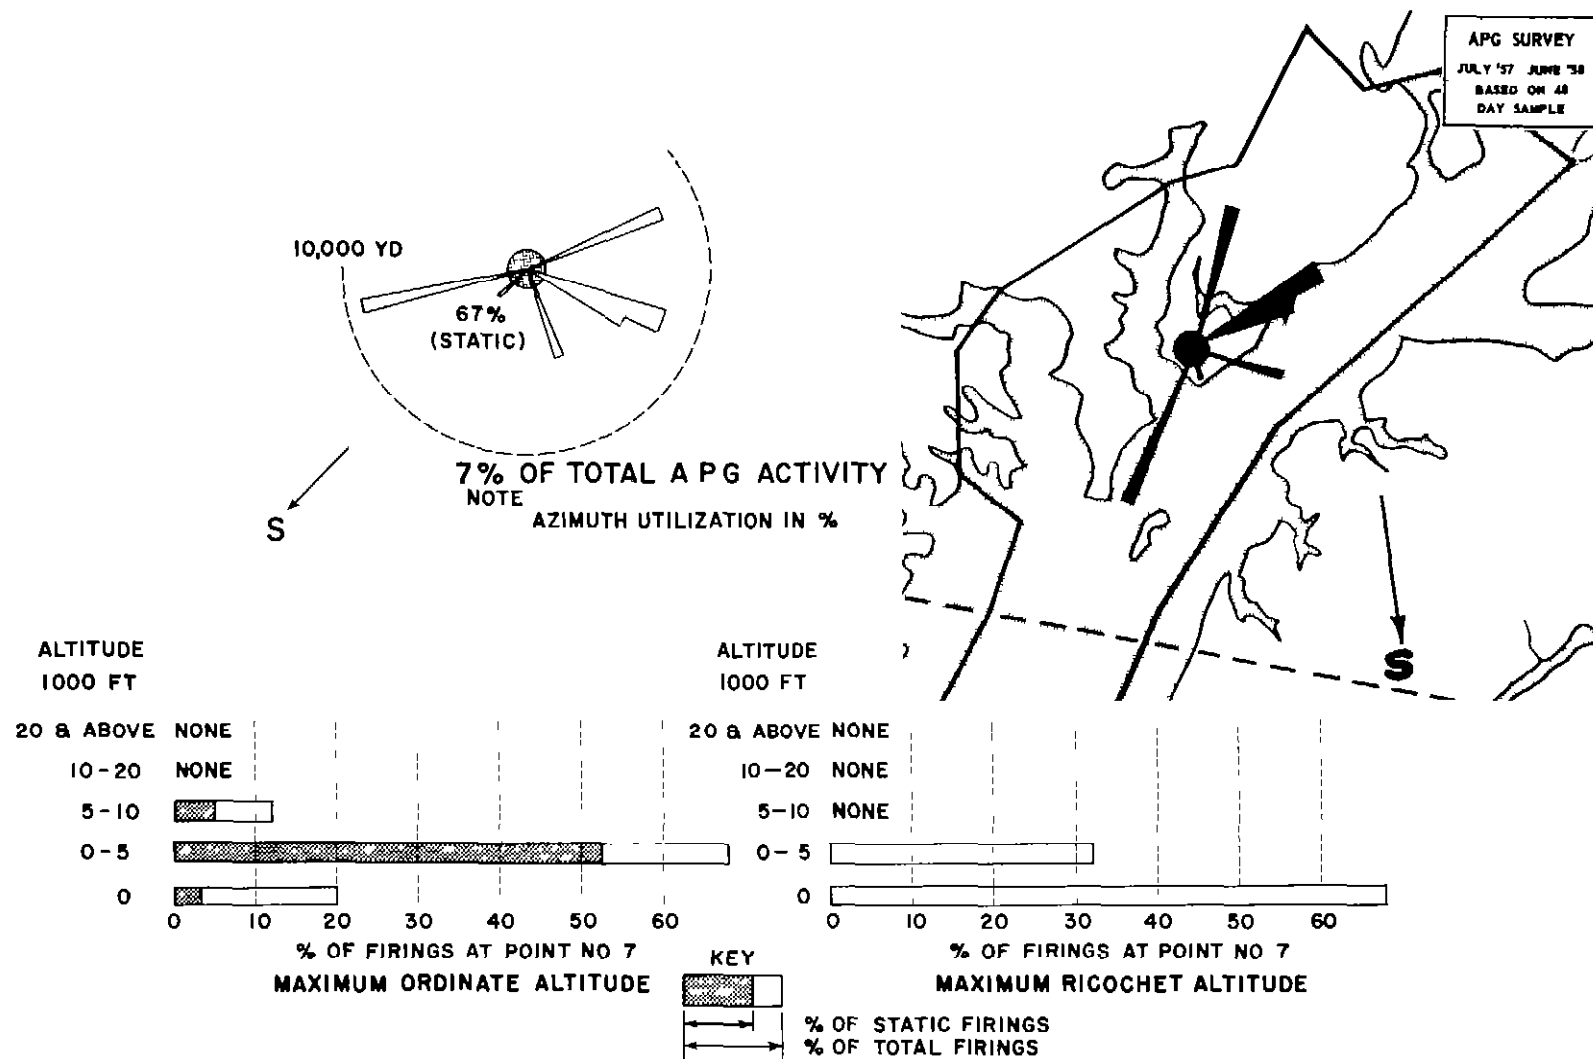 APG SURVEY
JULY '57 JUNE '58
BASED ON 48
DAY SAMPLE
10,000 YD
67%
(STATIC)
S
7% OF TOTAL A P G ACTIVITY
NOTE
AZIMUTH UTILIZATION IN %
S
ALTITUDE
1000 FT
20 & ABOVE NONE
10-20 NONE
5-10
0-5
0
0 10 20 30 40 50 60
% OF FIRINGS AT POINT NO 7
MAXIMUM ORDINATE ALTITUDE
ALTITUDE
1000 FT
20 & ABOVE NONE
10-20 NONE
5-10 NONE
0-5
0
0 10 20 30 40 50 60
% OF FIRINGS AT POINT NO 7
MAXIMUM RICOCHET ALTITUDE
KEY
% OF STATIC FIRINGS
% OF TOTAL FIRINGS